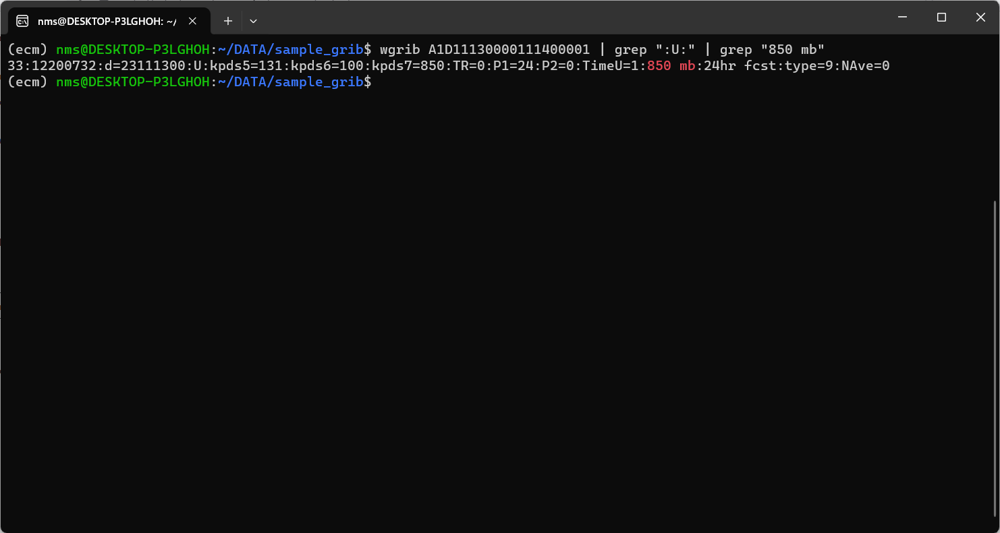 nms@DESKTOP-P3LGHOH: ~/
(ecm) nms@DESKTOP-P3LGHOH:~/DATA/sample_grib$ wgrib A1D11130000111400001 | grep ":U:" | grep "850 mb"
33:12200732:d=23111300:U:kpds5=131:kpds6=100:kpds7=850:TR=0:P1=24:P2=0:TimeU=1:850 mb:24hr fcst:type=9:NAve=0
(ecm) nms@DESKTOP-P3LGHOH:~/DATA/sample_grib$